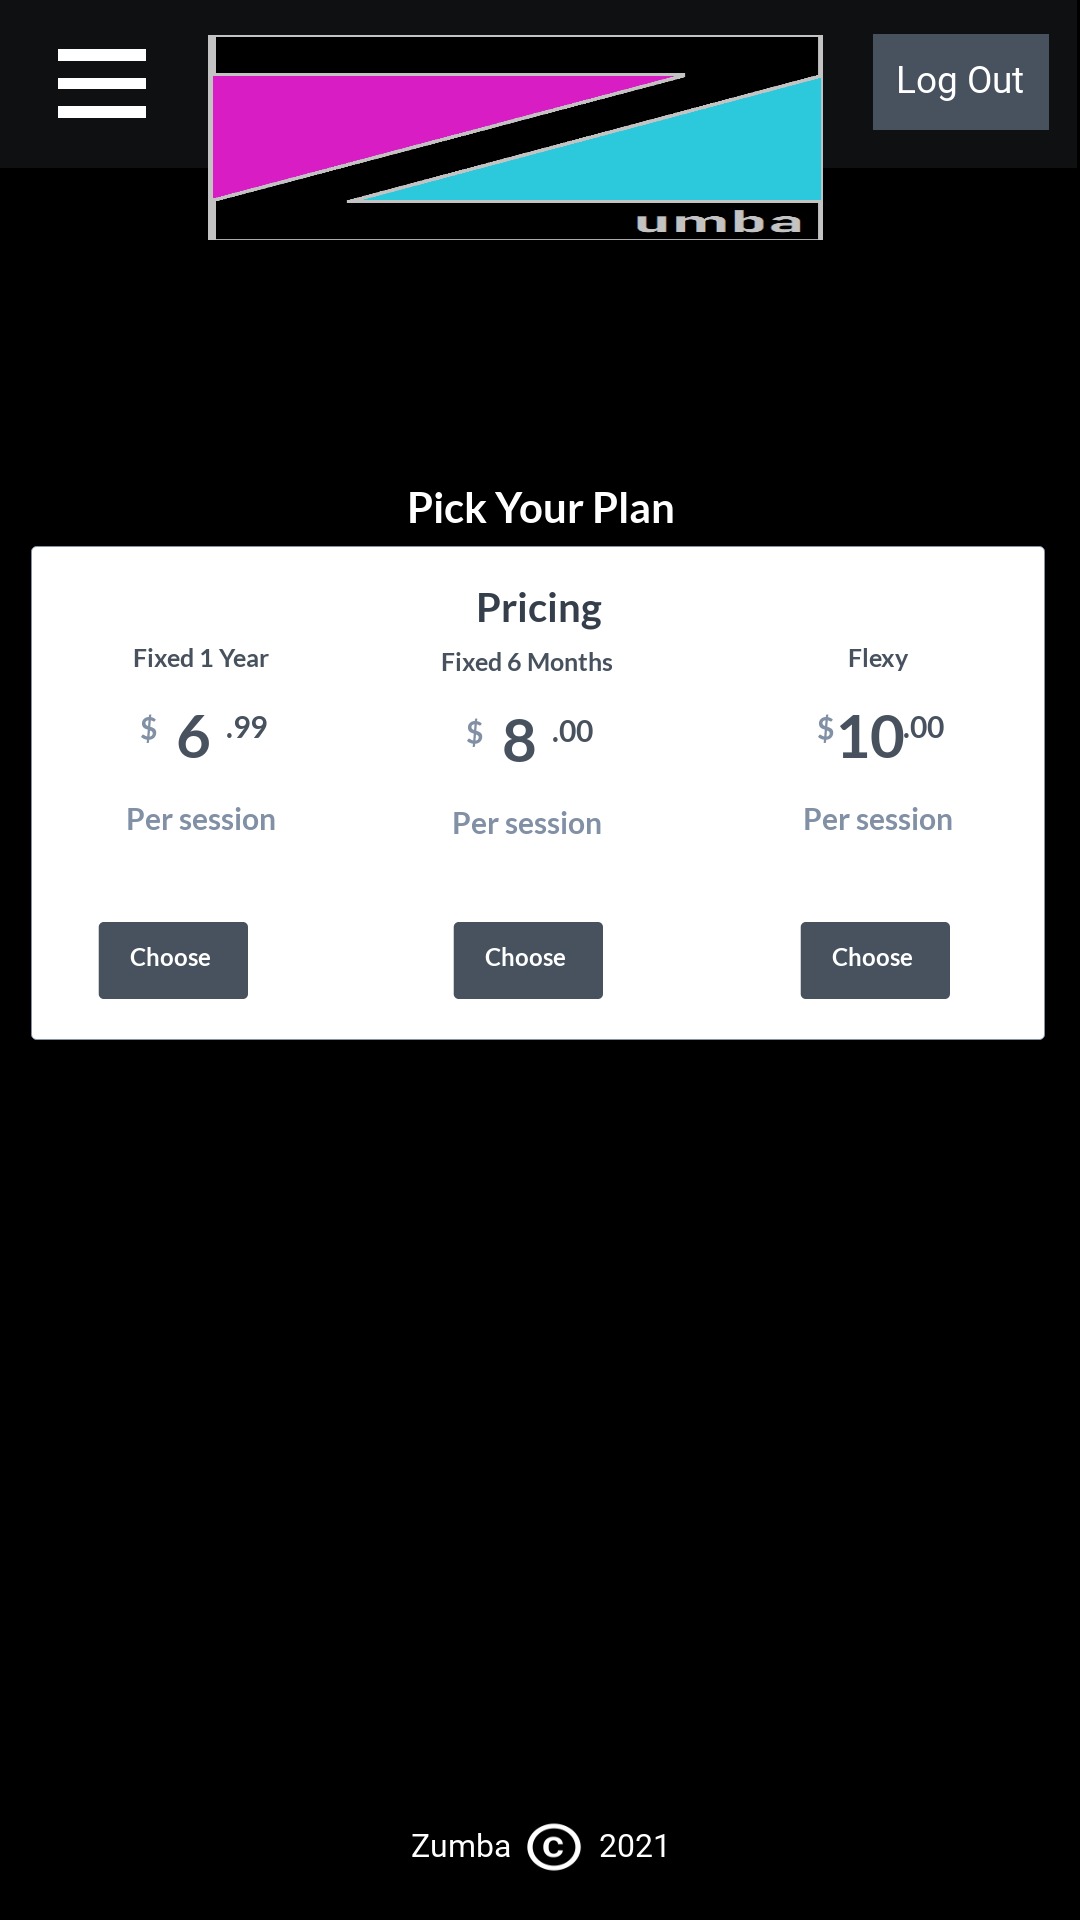 Log Out
umba
Pick Your Plan
Pricing
Fixed 1 Year
Fixed 6 Months
Flexy
$ 6 .99
$ 8 .00
$10.00
Per session
Per session
Per session
Choose
Choose
Choose
Zumba © 2021